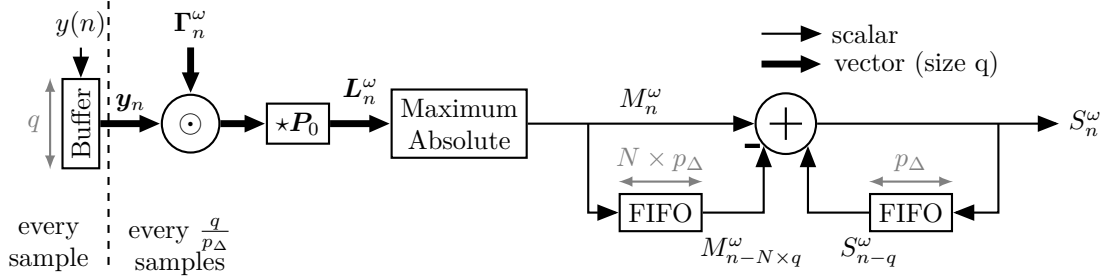 y(n)
Γ_n^ω
scalar
vector (size q)
q
Buffer
y_n
⊙
⋆P_0
L_n^ω
Maximum
Absolute
M_n^ω
+
-
S_n^ω
N × p_Δ
FIFO
p_Δ
FIFO
M_{n−N×q}^ω
S_{n−q}^ω
every
sample
every q/p_Δ
samples